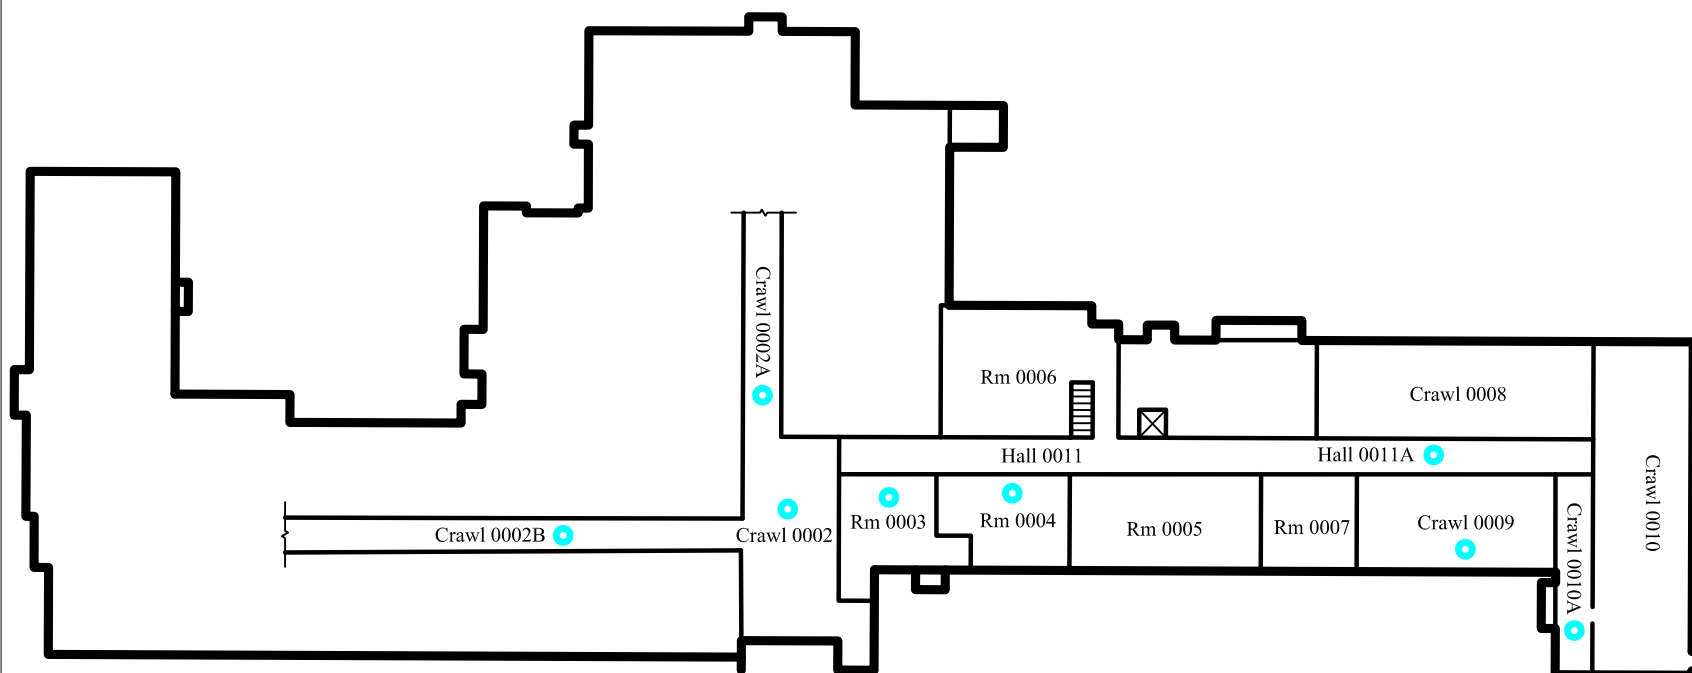 Crawl 0002A
Rm 0006
Crawl 0008
Hall 0011
Hall 0011A
Crawl 0010
Crawl 0002B
Crawl 0002
Rm 0003
Rm 0004
Rm 0005
Rm 0007
Crawl 0009
Crawl 0010A